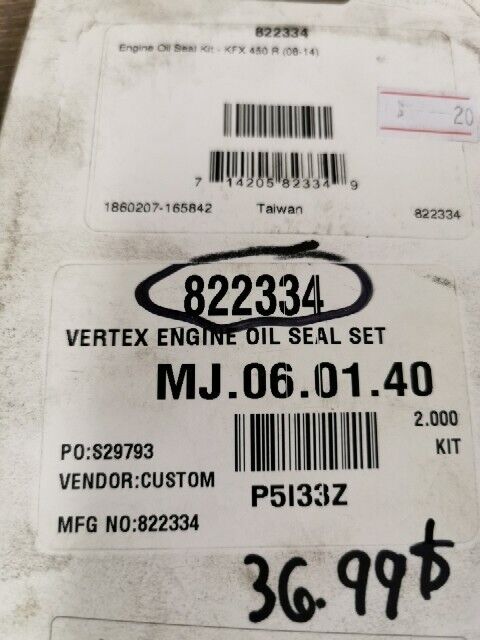 822334
Engine Oil Seal Kit - KFX 450 R (08-14)
20
7 14205 82334 9
1860207-165842 Taiwan 822334
822334
VERTEX ENGINE OIL SEAL SET
MJ.06.01.40
2.000
KIT
PO:S29793
VENDOR:CUSTOM
P5I33Z
MFG NO:822334
36.99$